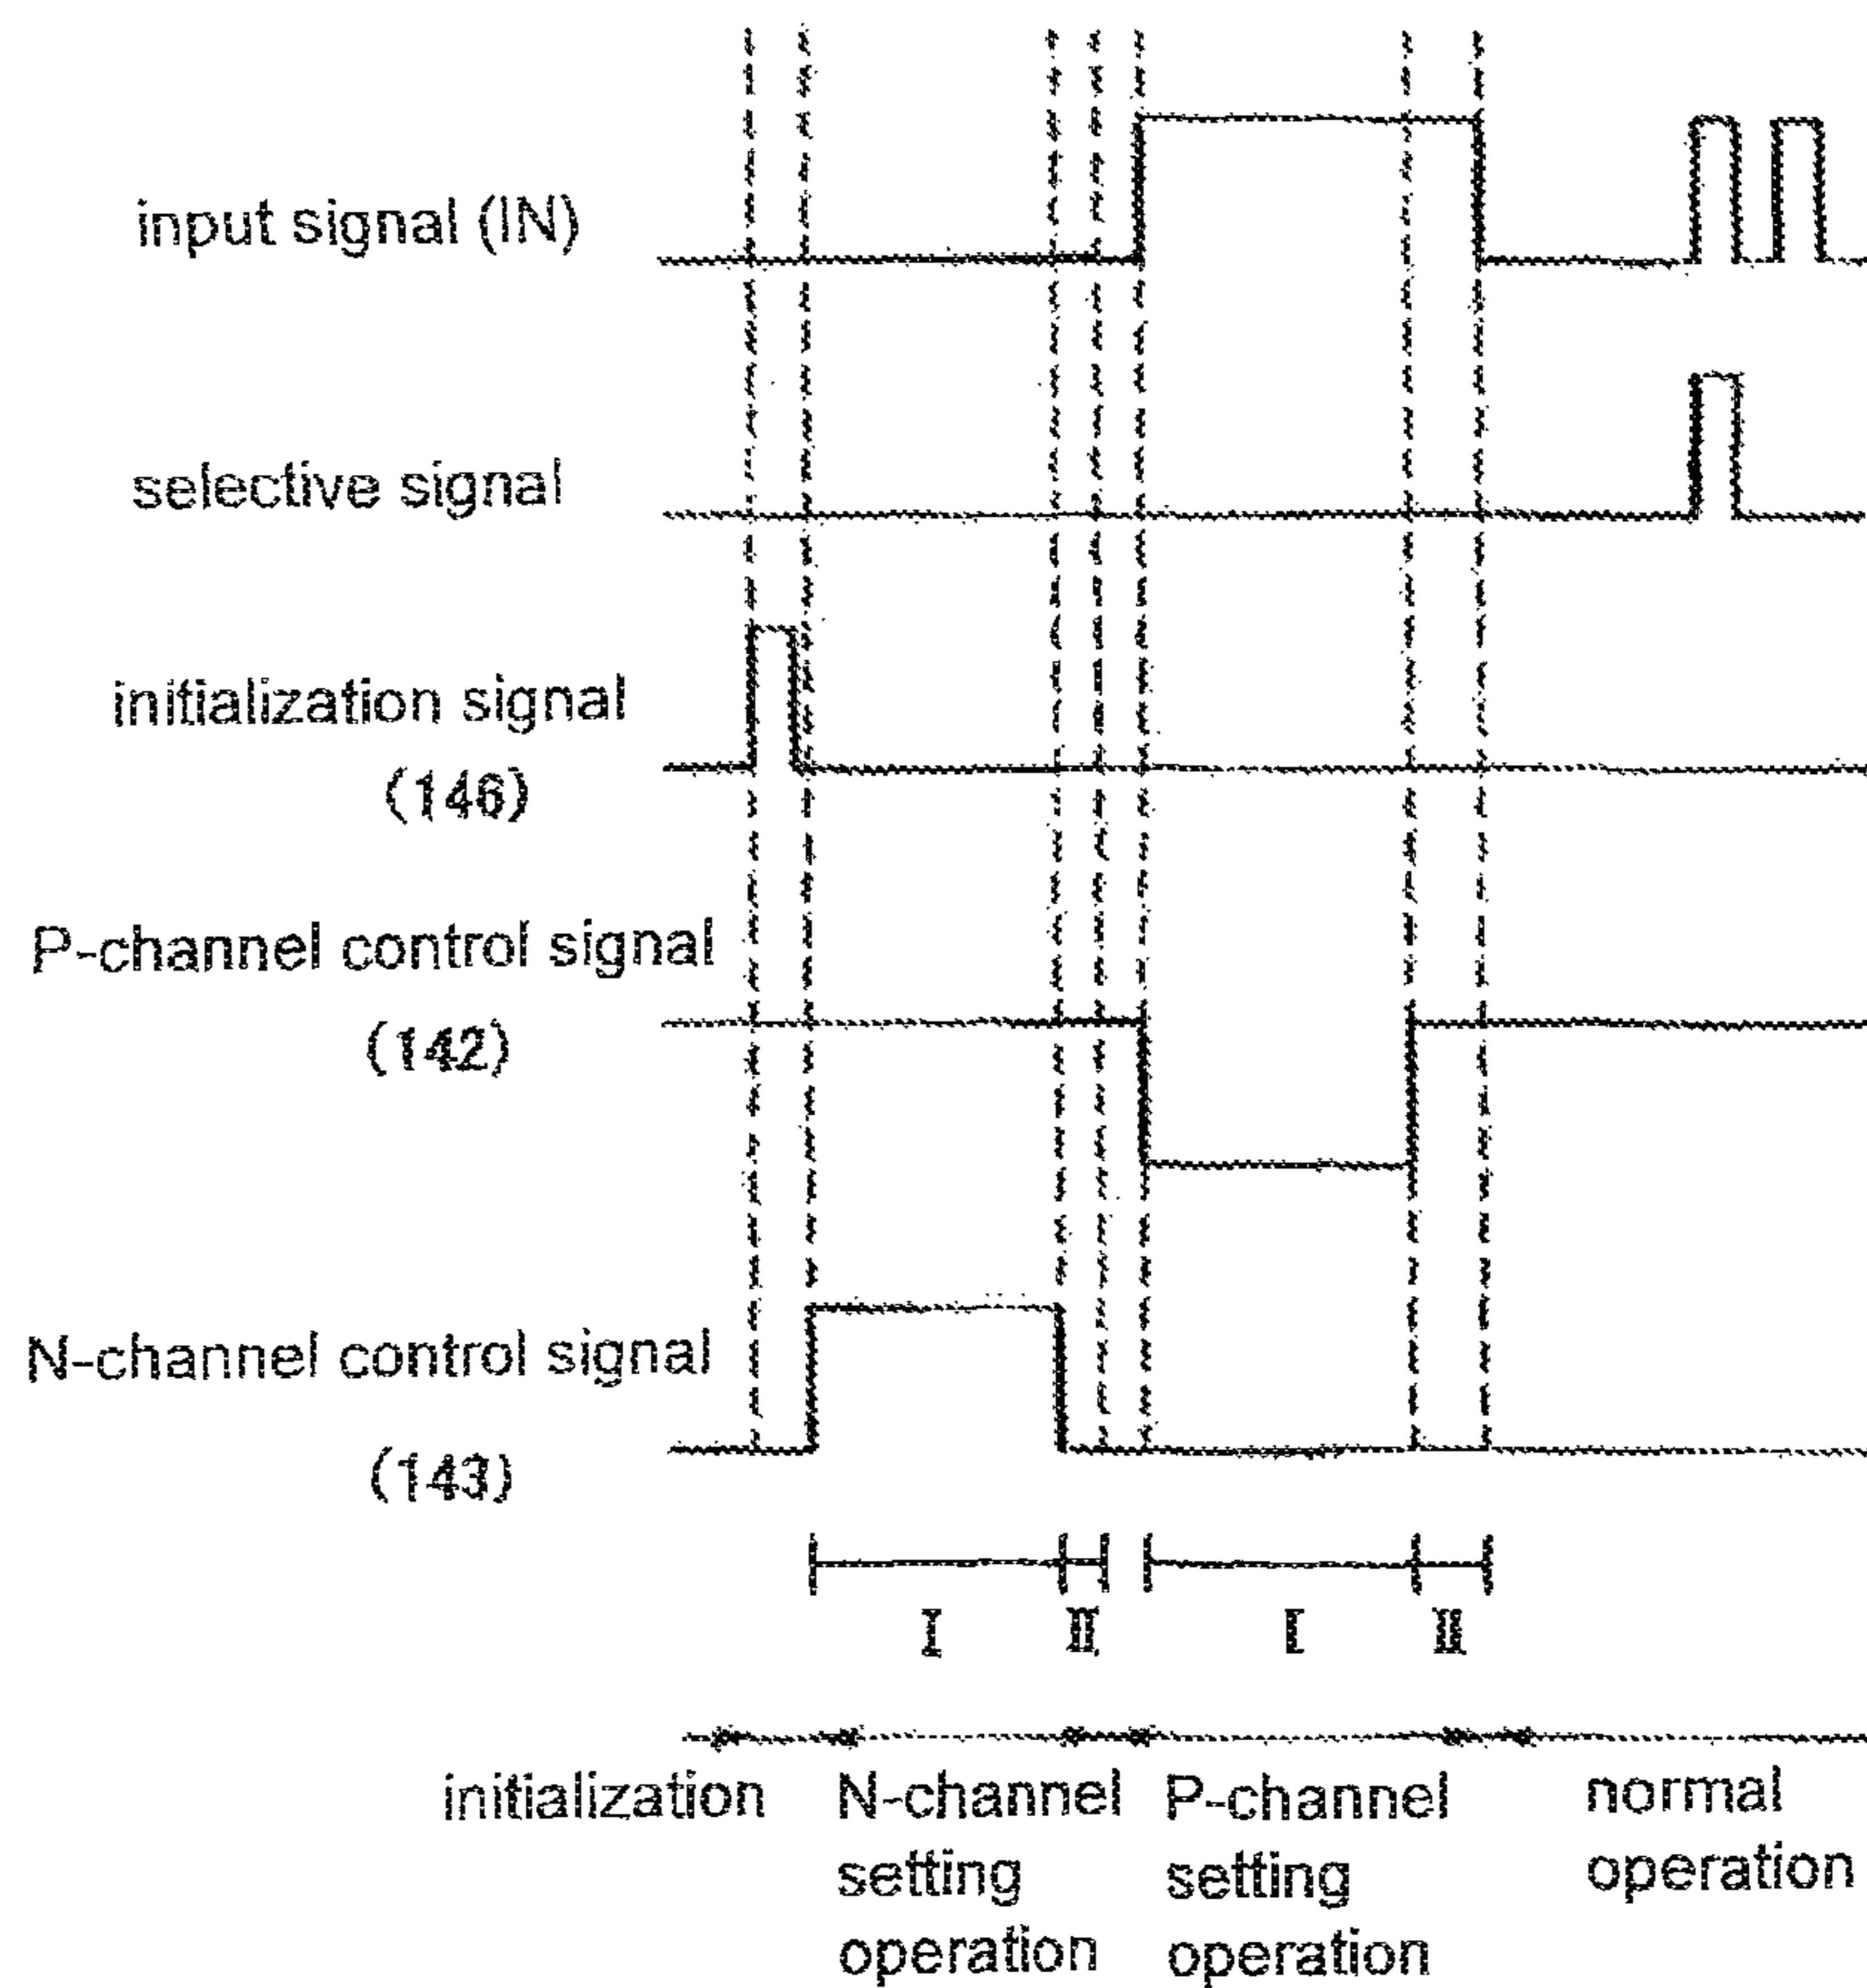 input signal (IN)
selective signal
initialization signal
(146)
P-channel control signal
(142)
N-channel control signal
(143)
I II I II
initialization N-channel P-channel normal
setting setting operation
operation operation